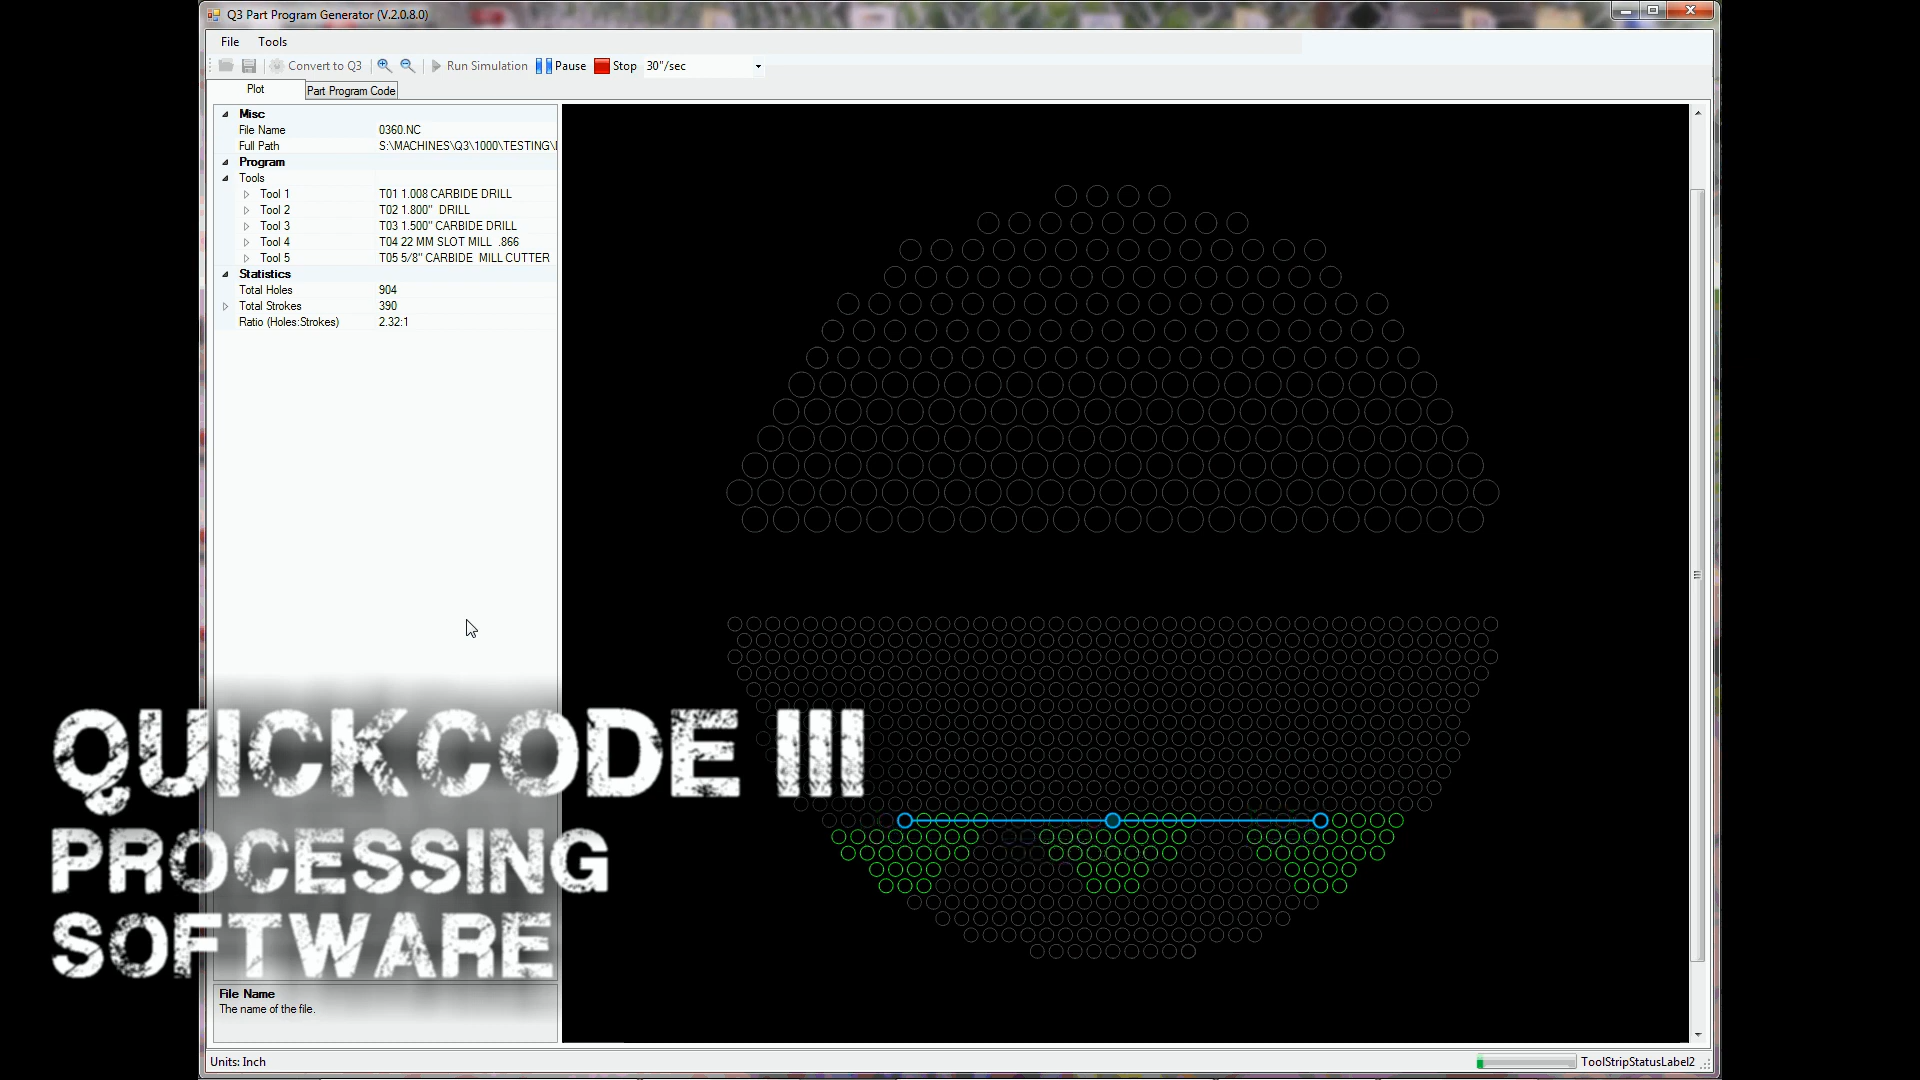 Q3 Part Program Generator (V.2.0.8.0)
File Tools
Convert to Q3 Run Simulation Pause Stop 30"/sec
Plot Part Program Code
Misc
File Name 0360.NC
Full Path S:\MACHINES\Q3\1000\TESTING\
Program
Tools
Tool 1 T01 1.008 CARBIDE DRILL
Tool 2 T02 1.800" DRILL
Tool 3 T03 1.500" CARBIDE DRILL
Tool 4 T04 22 MM SLOT MILL .866
Tool 5 T05 5/8" CARBIDE MILL CUTTER
Statistics
Total Holes 904
Total Strokes 390
Ratio (Holes:Strokes) 2.32:1
QUICKCODE III
PROCESSING
SOFTWARE
File Name
The name of the file.
Units: Inch ToolStripStatusLabel2